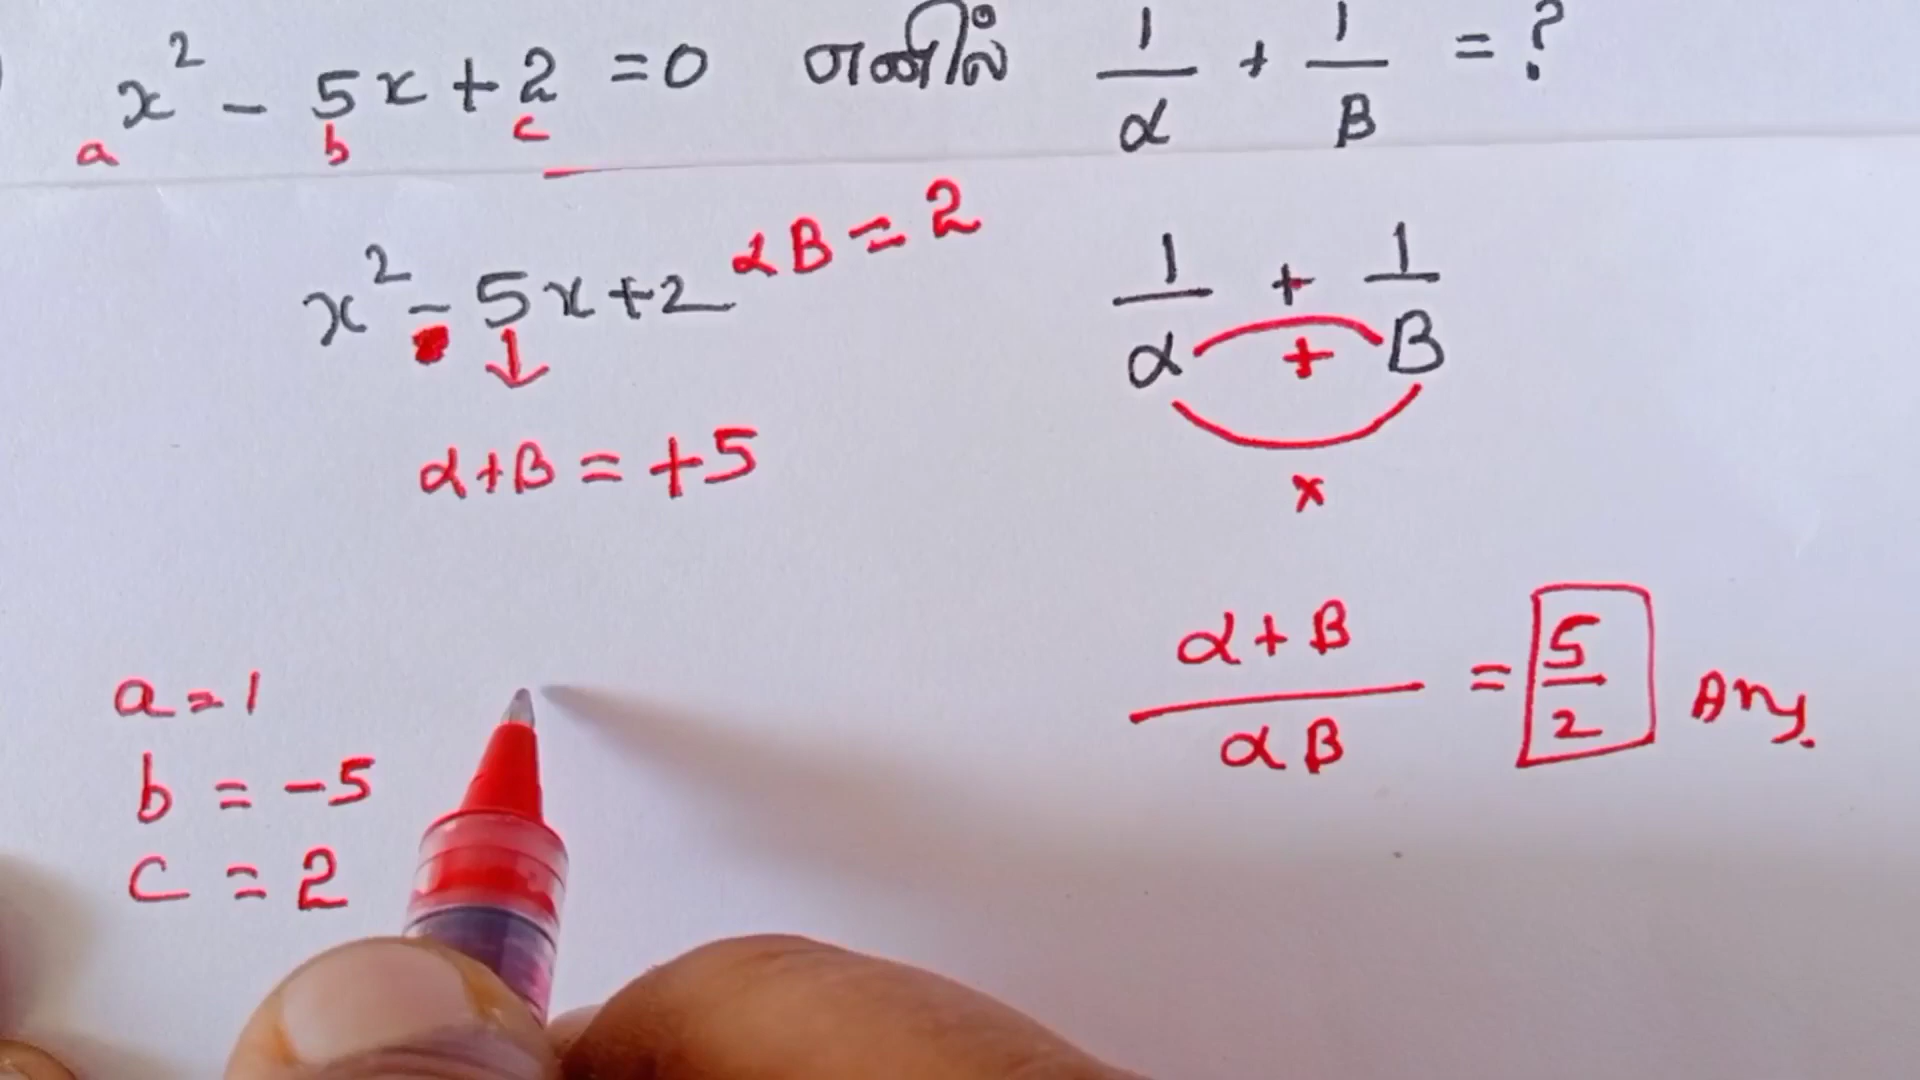 x² - 5x + 2 = 0 எனில் 1/α + 1/β = ?
a b c
x² - 5x + 2
αβ = 2
α + β = +5
1/α + 1/β
+
x
(α + β)/(αβ) = 5/2 Ans.
a = 1
b = -5
c = 2